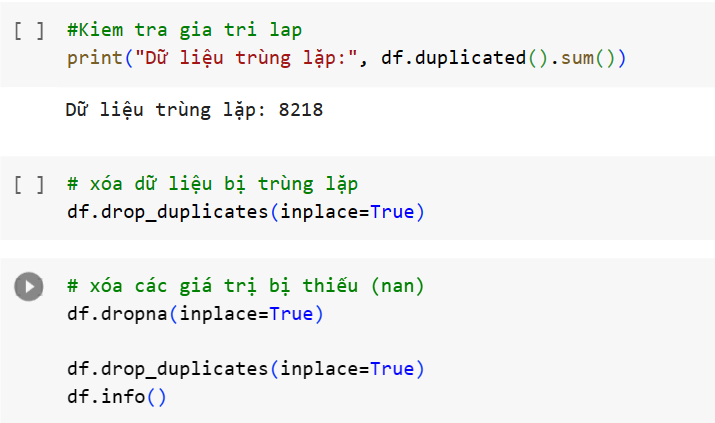 [ ] #Kiem tra gia tri lap
print("Dữ liệu trùng lặp:", df.duplicated().sum())
Dữ liệu trùng lặp: 8218
[ ] # xóa dữ liệu bị trùng lặp
df.drop_duplicates(inplace=True)
# xóa các giá trị bị thiếu (nan)
df.dropna(inplace=True)
df.drop_duplicates(inplace=True)
df.info()